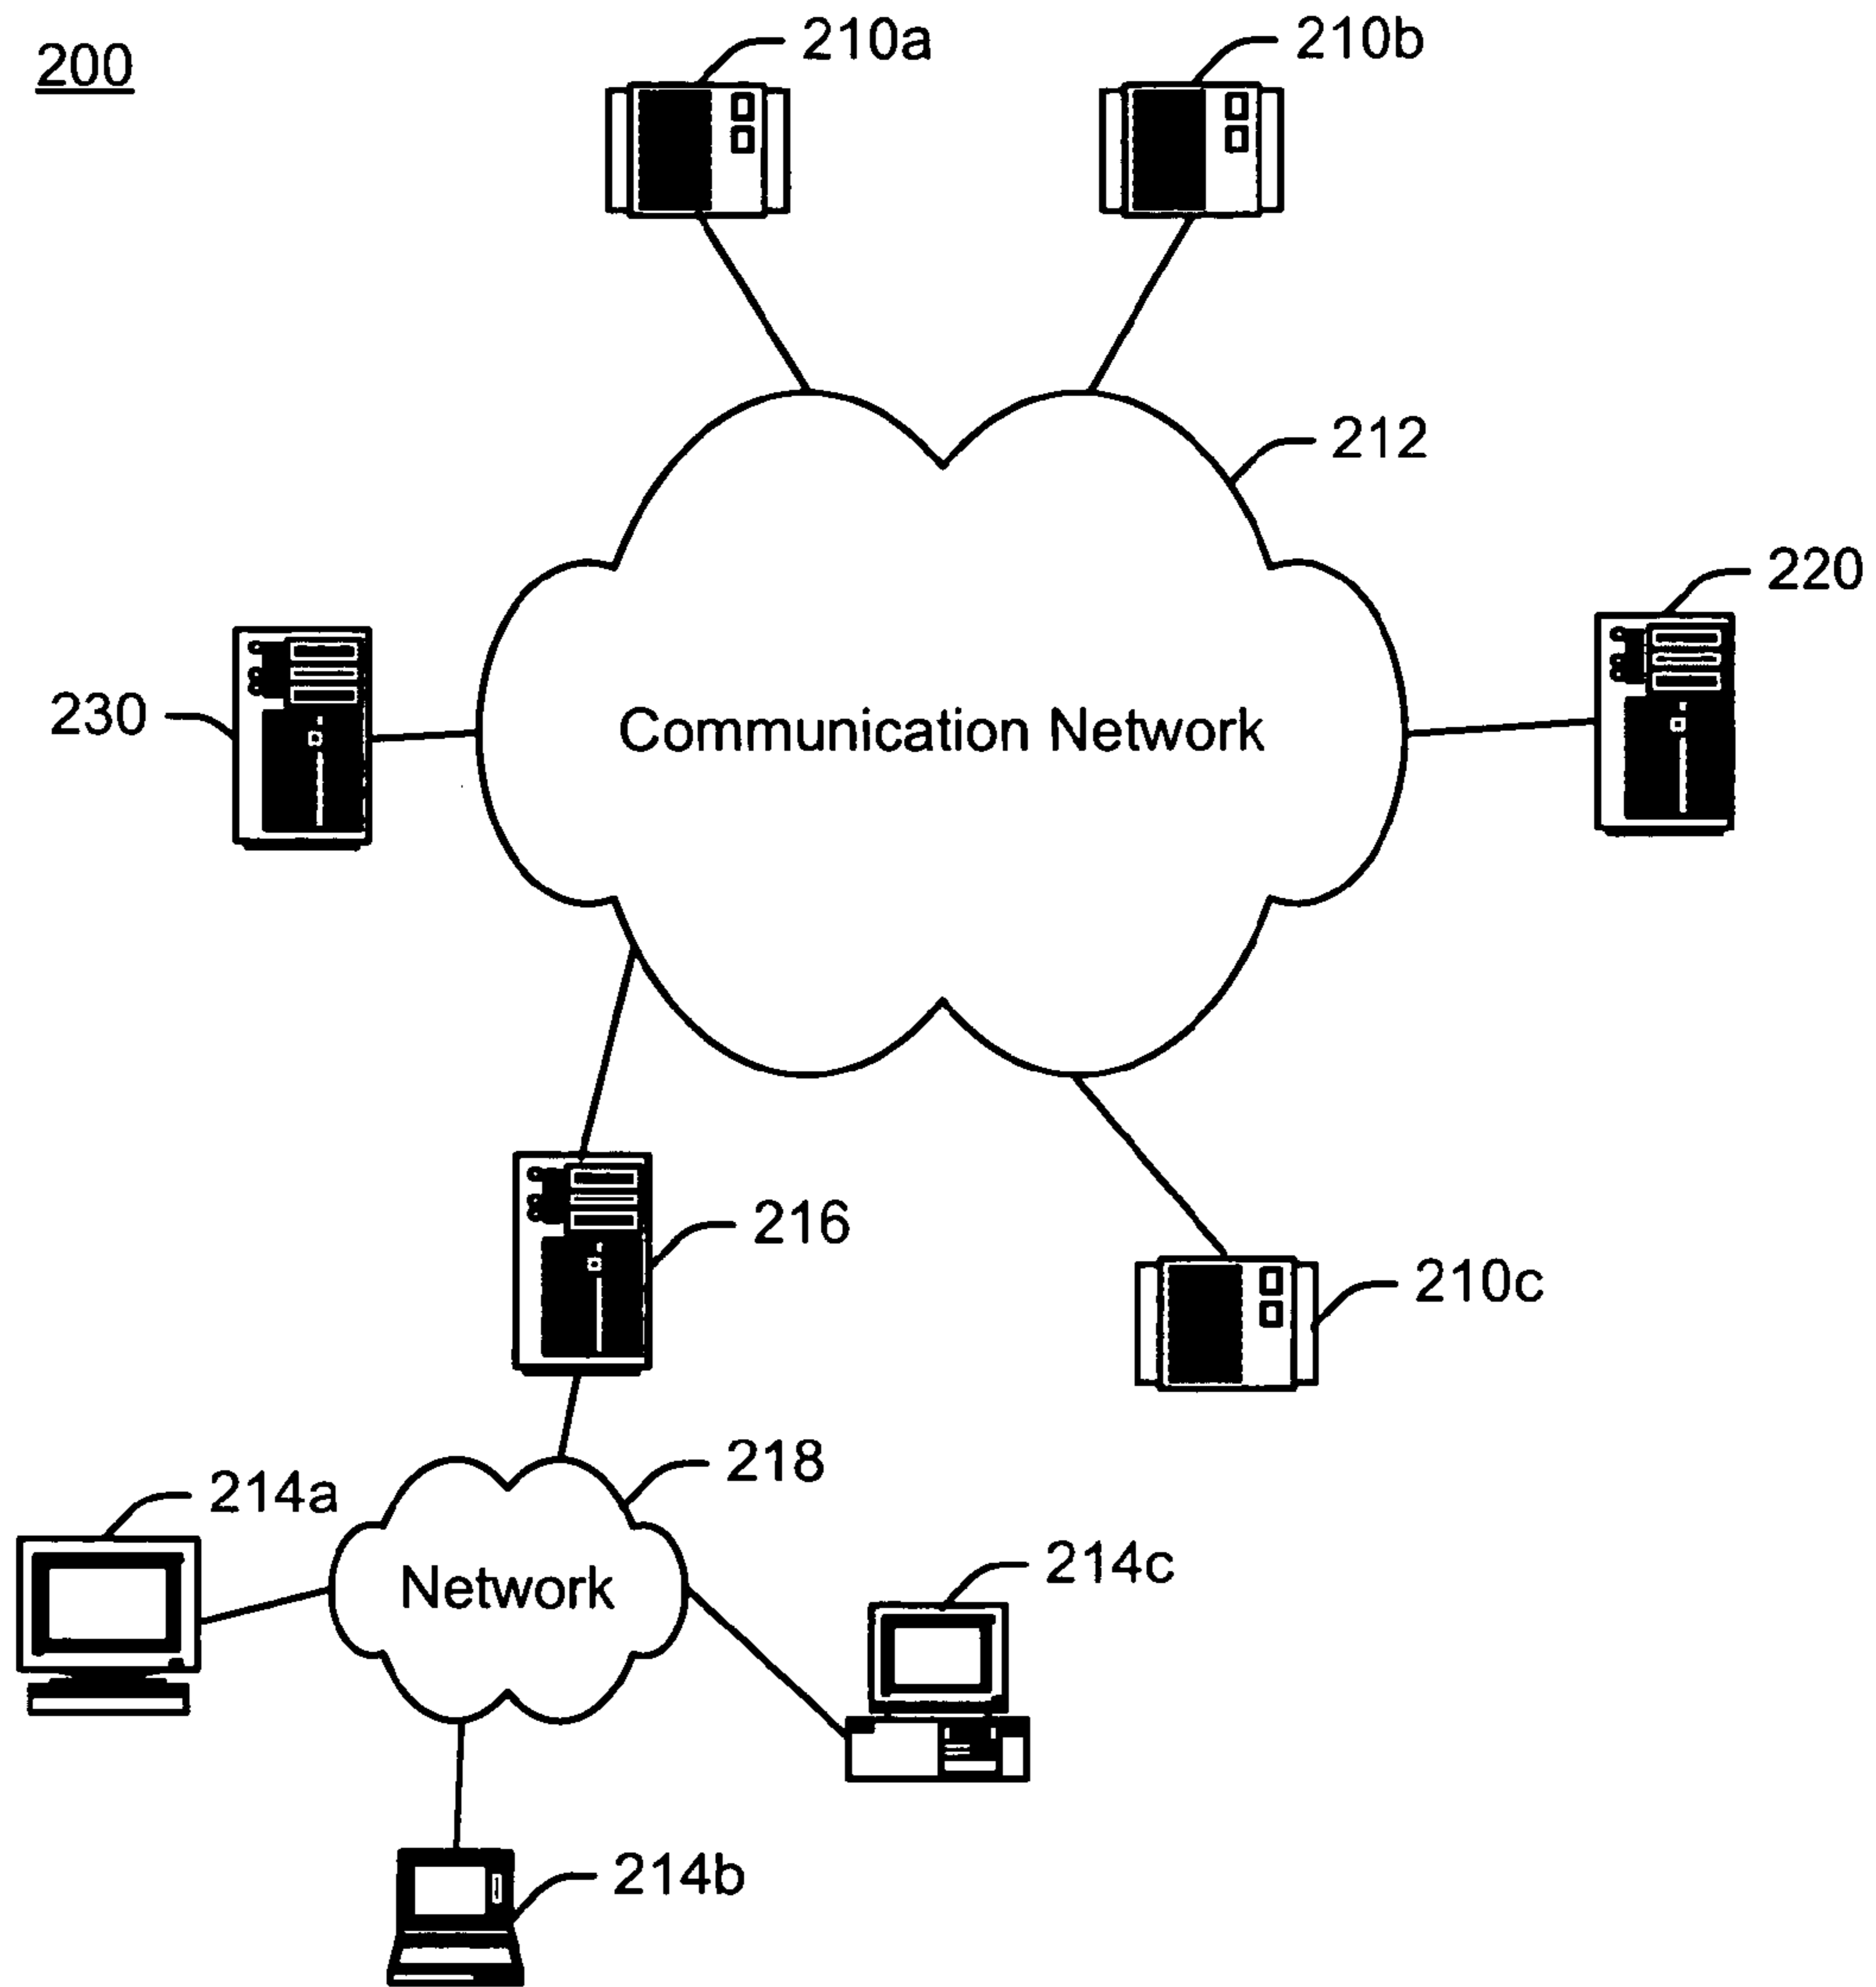 200
210a
210b
212
220
230
Communication Network
216
210c
218
214a
Network
214c
214b